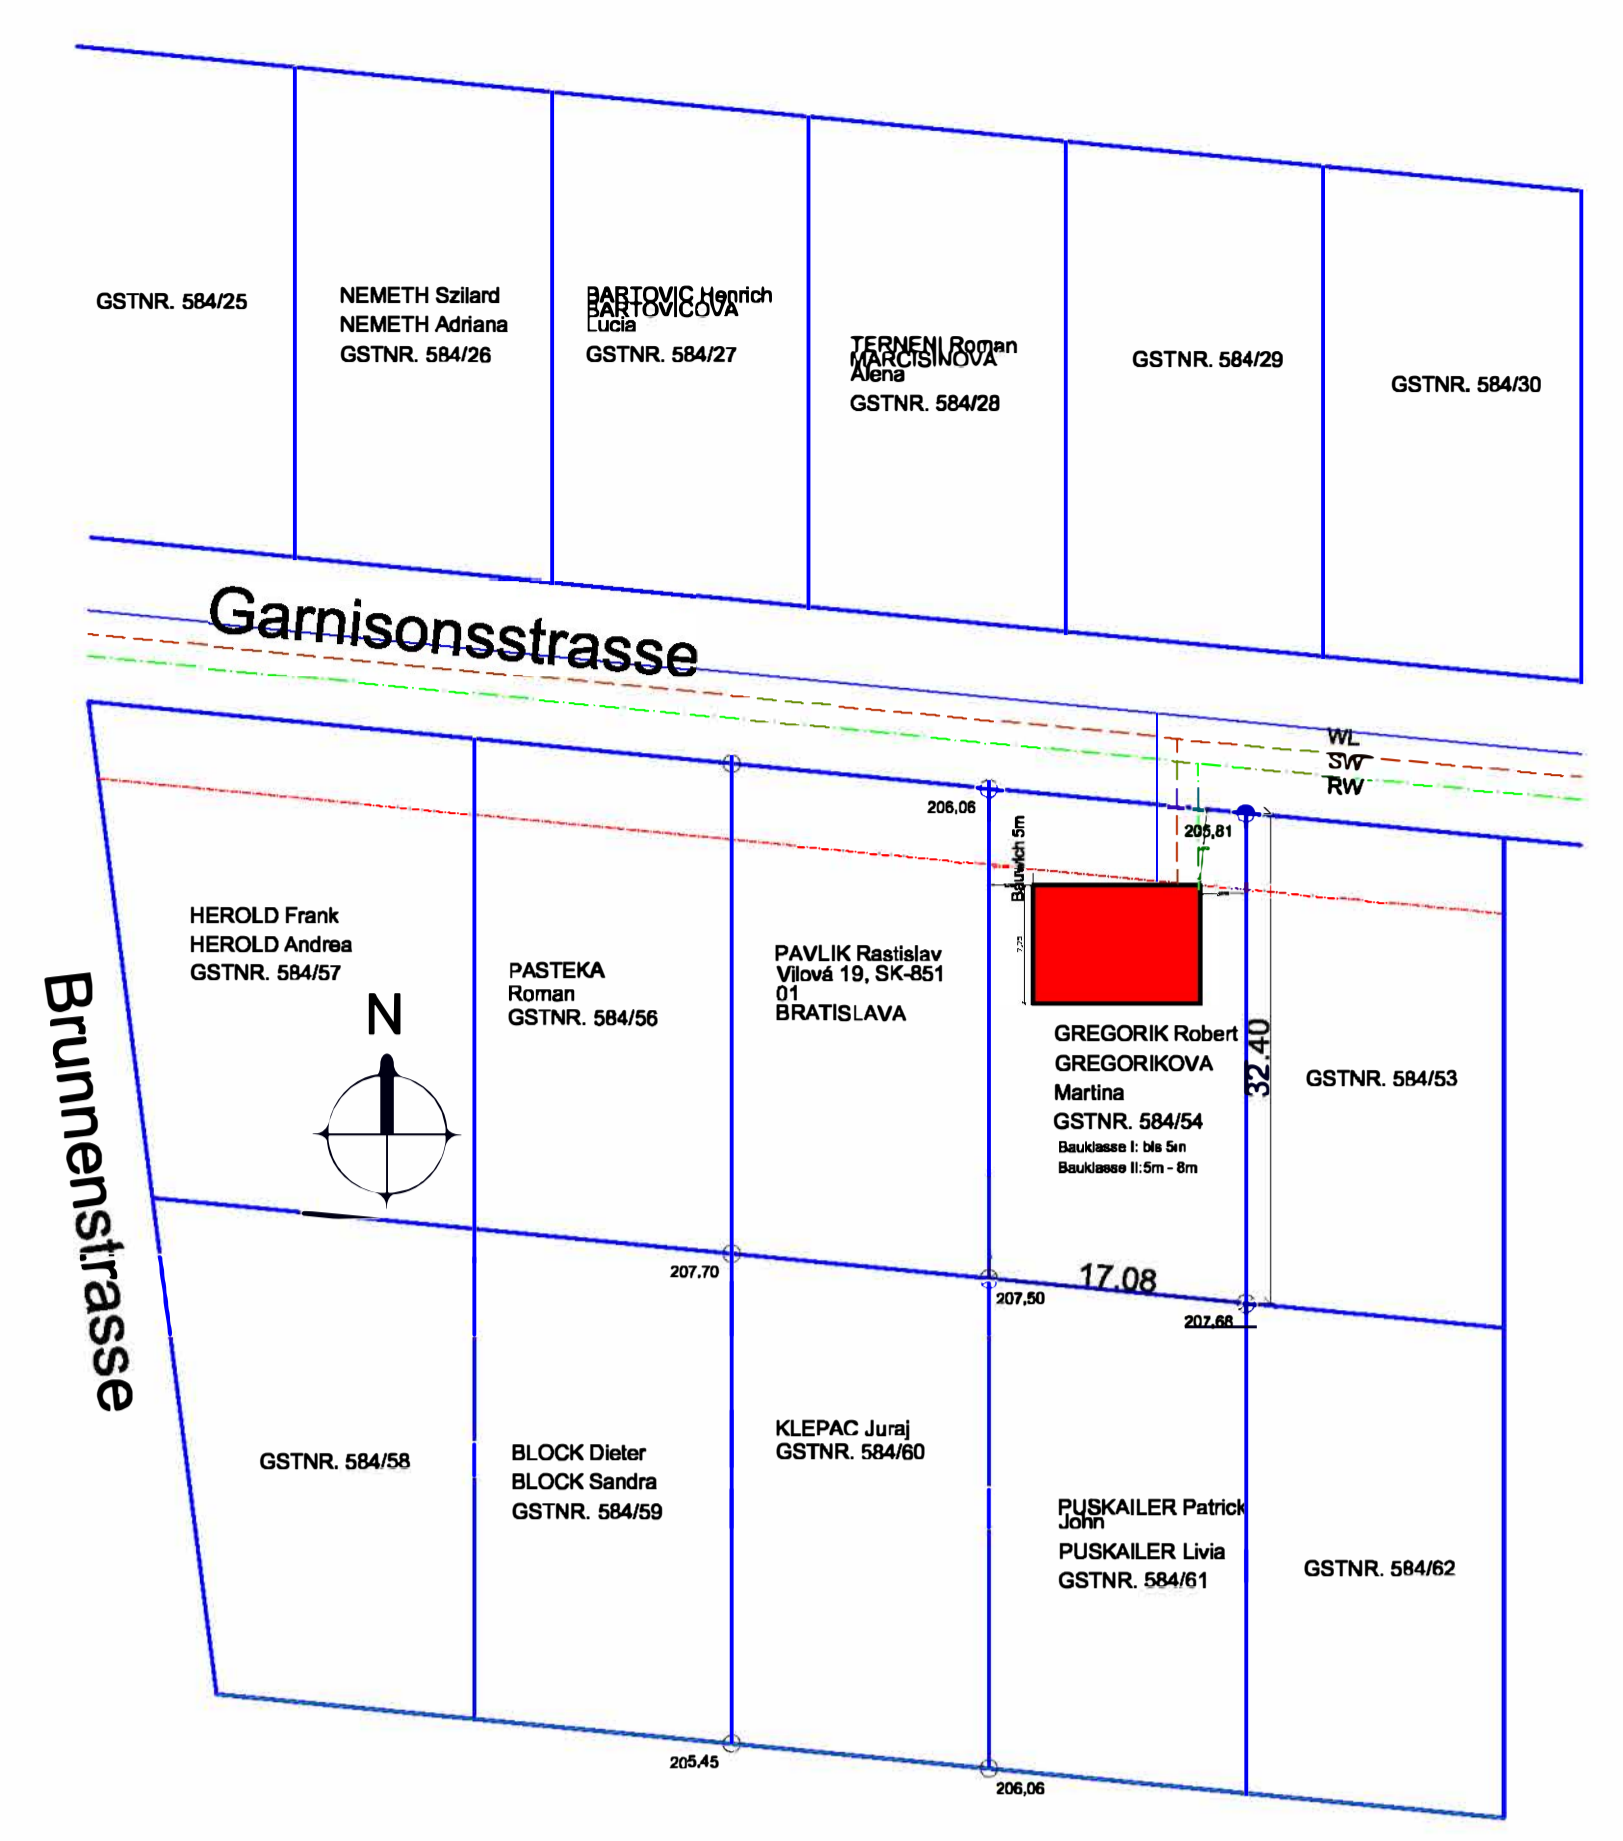 GSTNR. 584/25
NEMETH Szilard
NEMETH Adriana
GSTNR. 584/26
BARTOVIC Henrich
BARTOVICOVA
Lucia
GSTNR. 584/27
TERNENI Roman
MARCISINOVA
Alena
GSTNR. 584/28
GSTNR. 584/29
GSTNR. 584/30
Garnisonsstrasse
WL
SW
RW
206,06
205,81
Bauwich 5m
7,25
HEROLD Frank
HEROLD Andrea
GSTNR. 584/57
PASTEKA
Roman
GSTNR. 584/56
PAVLIK Rastislav
Vilová 19, SK-851
01
BRATISLAVA
GREGORIK Robert
GREGORIKOVA
Martina
GSTNR. 584/54
Bauklasse I: bis 5m
Bauklasse II:5m - 8m
32.40
GSTNR. 584/53
N
Brunnenstrasse
207,70
207,50
17.08
207,68
GSTNR. 584/58
BLOCK Dieter
BLOCK Sandra
GSTNR. 584/59
KLEPAC Juraj
GSTNR. 584/60
PUSKAILER Patrick
John
PUSKAILER Livia
GSTNR. 584/61
GSTNR. 584/62
205,45
206,06